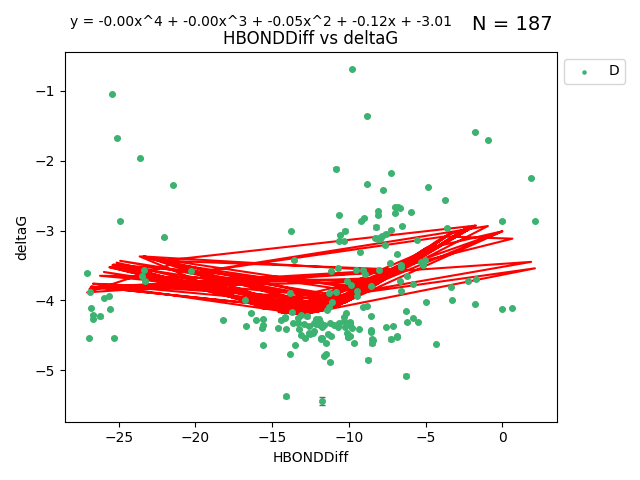 y = -0.00x^4 + -0.00x^3 + -0.05x^2 + -0.12x + -3.01
N = 187
HBONDDiff vs deltaG
D
−1
−2
−3
−4
−5
deltaG
−25
−20
−15
−10
−5
0
HBONDDiff